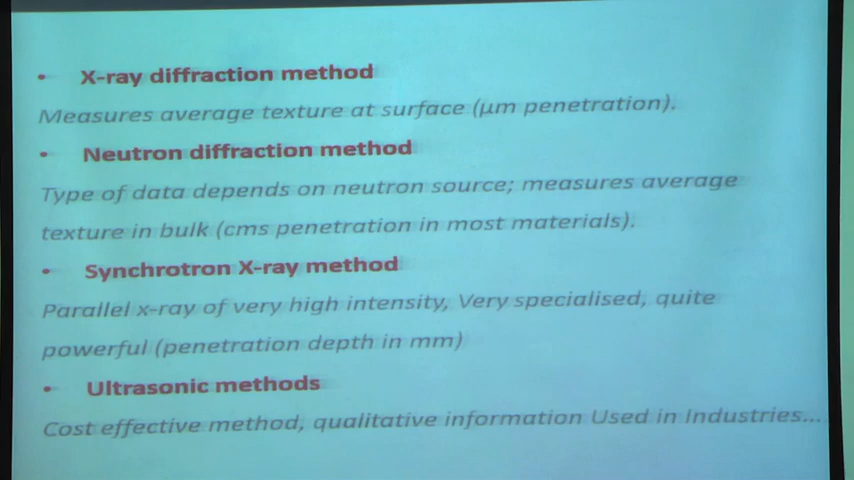 • X-ray diffraction method
Measures average texture at surface (µm penetration).
• Neutron diffraction method
Type of data depends on neutron source; measures average
texture in bulk (cms penetration in most materials).
• Synchrotron X-ray method
Parallel x-ray of very high intensity, Very specialised, quite
powerful (penetration depth in mm)
• Ultrasonic methods
Cost effective method, qualitative information Used in Industries...